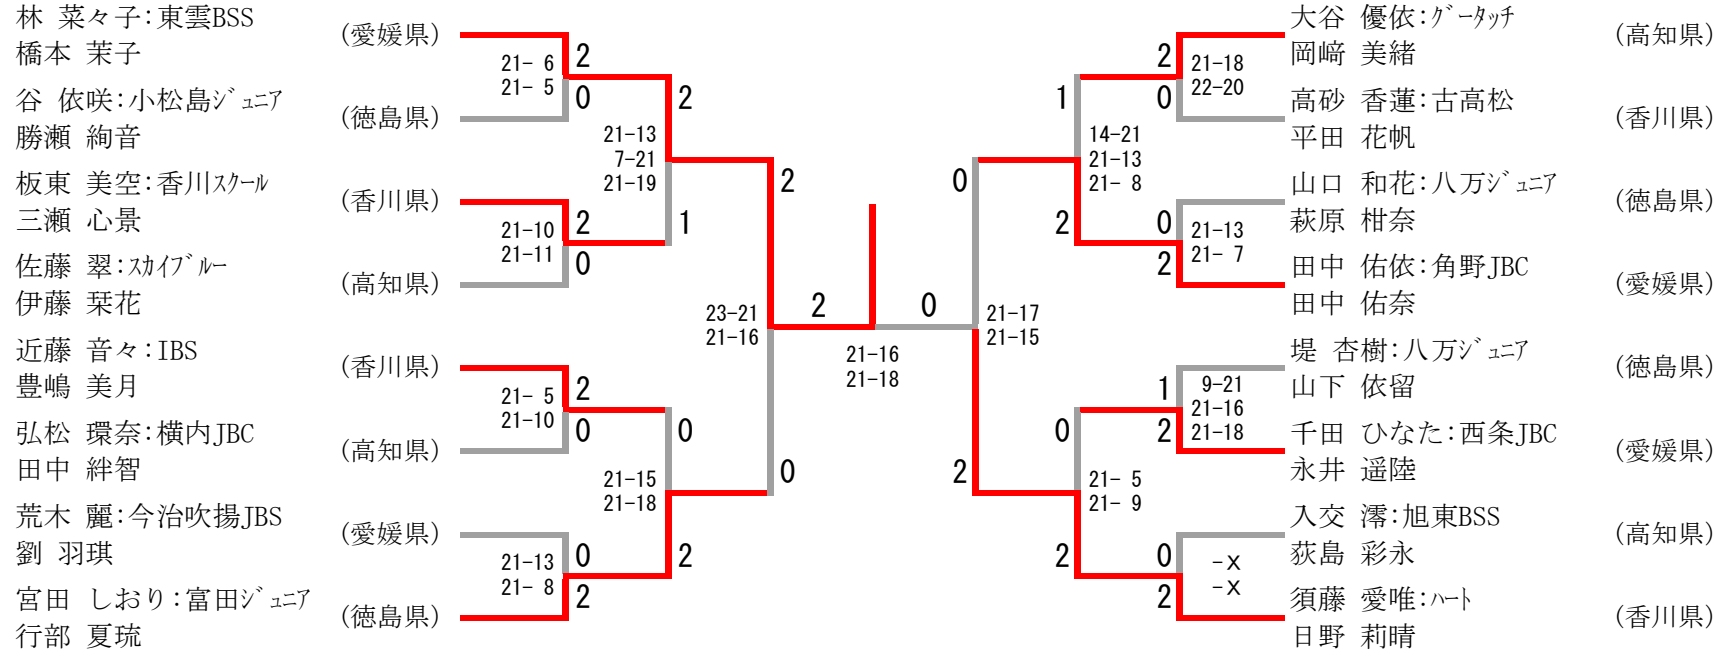 林 菜々子:東雲BSS
橋本 茉子
(愛媛県)
谷 依咲:小松島ジュニア
勝瀬 絢音
(徳島県)
板東 美空:香川スクール
三瀬 心景
(香川県)
佐藤 翠:スカイブルー
伊藤 栞花
(高知県)
近藤 音々:IBS
豊嶋 美月
(香川県)
弘松 環奈:横内JBC
田中 絆智
(高知県)
荒木 麗:今治吹揚JBS
劉 羽琪
(愛媛県)
宮田 しおり:富田ジュニア
行部 夏琉
(徳島県)
21- 6
21- 5
2
0
21-10
21-11
2
0
21- 5
21-10
2
0
21-13
21- 8
0
2
21-13
7-21
21-19
2
1
21-15
21-18
0
2
23-21
21-16
2
0
2
0
21-16
21-18
21-17
21-15
0
2
14-21
21-13
21- 8
1
2
21- 5
21- 9
0
2
2
0
21-18
22-20
0
2
21-13
21- 7
1
2
9-21
21-16
21-18
0
2
-X
-X
大谷 優依:グータッチ
岡﨑 美緒
(高知県)
高砂 香蓮:古高松
平田 花帆
(香川県)
山口 和花:八万ジュニア
萩原 柑奈
(徳島県)
田中 佑依:角野JBC
田中 佑奈
(愛媛県)
堤 杏樹:八万ジュニア
山下 依留
(徳島県)
千田 ひなた:西条JBC
永井 遥陸
(愛媛県)
入交 澪:旭東BSS
荻島 彩永
(高知県)
須藤 愛唯:ハート
日野 莉晴
(香川県)